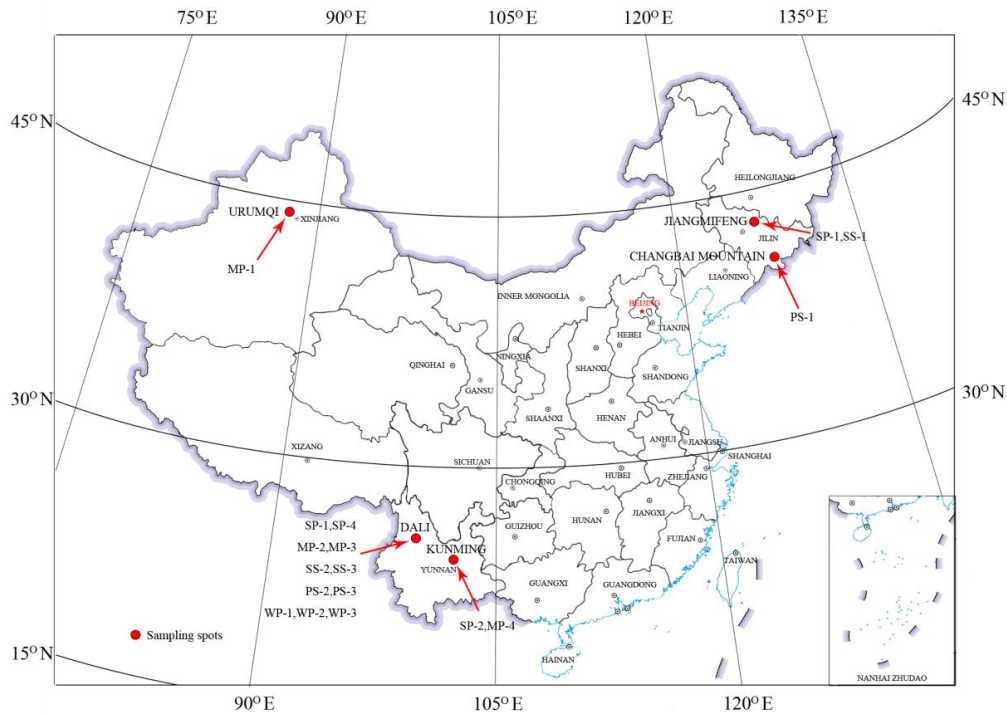 75°E
90°E
105°E
120°E
135°E
45°N
45°N
HEILONGJIANG
URUMQI
XINJIANG
JIANGMIFENG
JILIN
SP-1,SS-1
MP-1
CHANGBAI MOUNTAIN
LIAONING
INNER MONGOLIA
BEIJING
PS-1
TIANJIN
HEBEI
NINGXIA
QINGHAI
SHANXI
SHANDONG
GANSU
30°N
30°N
SHAANXI
HENAN
XIZANG
ANHUI
JIANGSU
SHANGHAI
SICHUAN
HUBEI
ZHEJIANG
CHONGQING
SP-1,SP-4
DALI
GUIZHOU
HUNAN
JIANGXI
MP-2,MP-3
KUNMING
FUJIAN
TAIWAN
SS-2,SS-3
YUNNAN
PS-2,PS-3
GUANGXI
GUANGDONG
WP-1,WP-2,WP-3
SP-2,MP-4
Sampling spots
15°N
HAINAN
NANHAI ZHUDAO
90°E
105°E
120°E